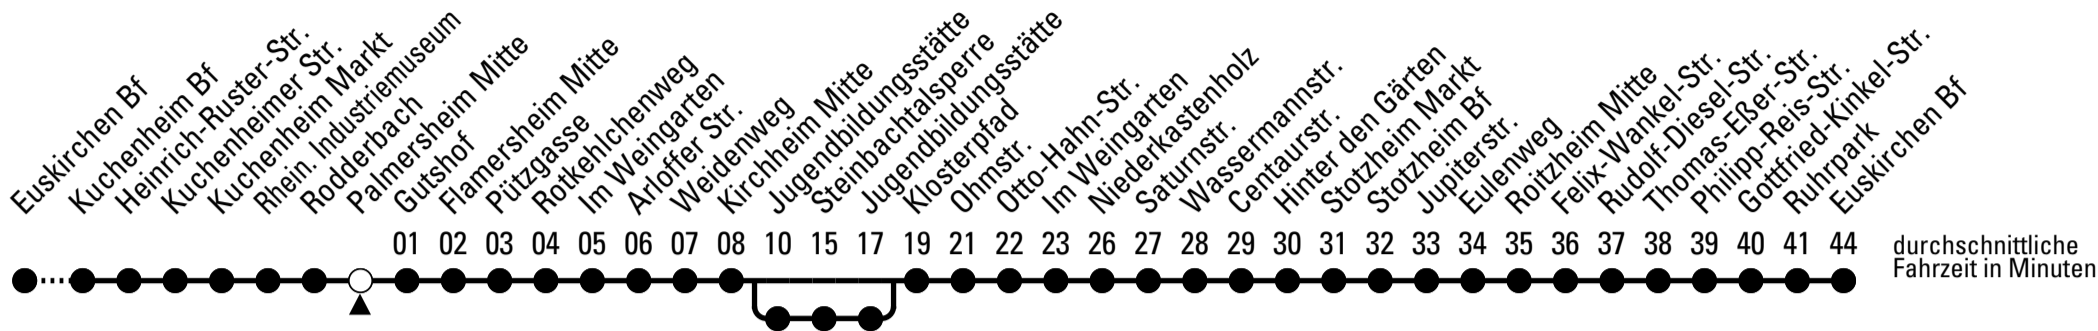 Euskirchen Bf
Kuchenheim Bf
Heinrich-Ruster-Str.
Kuchenheimer Str.
Kuchenheim Markt
Rhein. Industriemuseum
Rodderbach
Palmersheim Mitte
Gutshof
Flamersheim Mitte
Pützgasse
Rotkehlchenweg
Im Weingarten
Arloffer Str.
Weidenweg
Kirchheim Mitte
Jugendbildungsstätte
Steinbachtalsperre
Jugendbildungsstätte
Klosterpfad
Ohmstr.
Otto-Hahn-Str.
Im Weingarten
Niederkastenholz
Saturnstr.
Wassermannstr.
Centaurstr.
Hinter den Gärten
Stotzheim Markt
Stotzheim Bf
Jupiterstr.
Eulenweg
Roitzheim Mitte
Felix-Wankel-Str.
Rudolf-Diesel-Str.
Thomas-Eßer-Str.
Philipp-Reis-Str.
Gottfried-Kinkel-Str.
Ruhrpark
Euskirchen Bf
01 02 03 04 05 06 07 08 10 15 17 19 21 22 23 26 27 28 29 30 31 32 33 34 35 36 37 38 39 40 41 44
durchschnittliche
Fahrzeit in Minuten